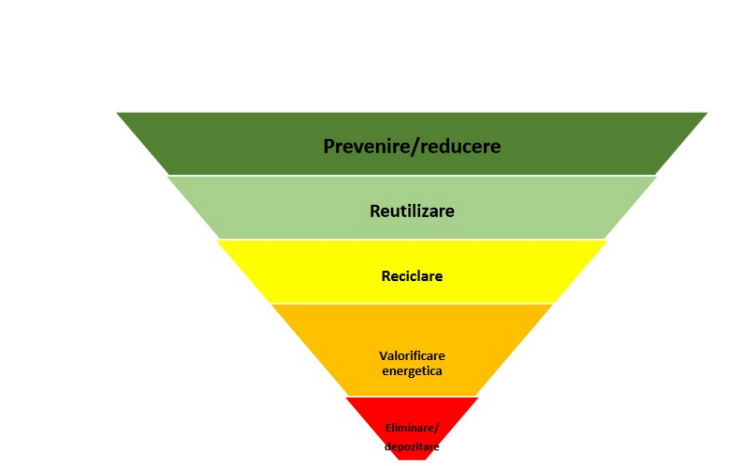 Prevenire/reducere
Reutilizare
Reciclare
Valorificare
energetica
Eliminare/
depozitare